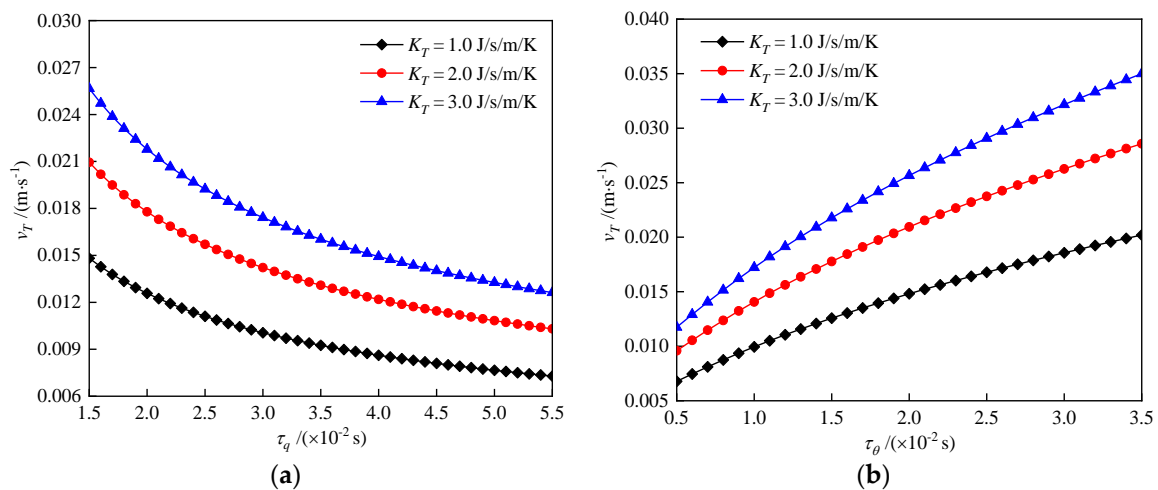 0.030
0.027
0.024
0.021
0.018
0.015
0.012
0.009
0.006
v_T /(m·s⁻¹)
K_T = 1.0 J/s/m/K
K_T = 2.0 J/s/m/K
K_T = 3.0 J/s/m/K
1.5 2.0 2.5 3.0 3.5 4.0 4.5 5.0 5.5
τ_q /(×10⁻² s)
(a)
0.040
0.035
0.030
0.025
0.020
0.015
0.010
0.005
v_T /(m·s⁻¹)
K_T = 1.0 J/s/m/K
K_T = 2.0 J/s/m/K
K_T = 3.0 J/s/m/K
0.5 1.0 1.5 2.0 2.5 3.0 3.5
τ_θ /(×10⁻² s)
(b)